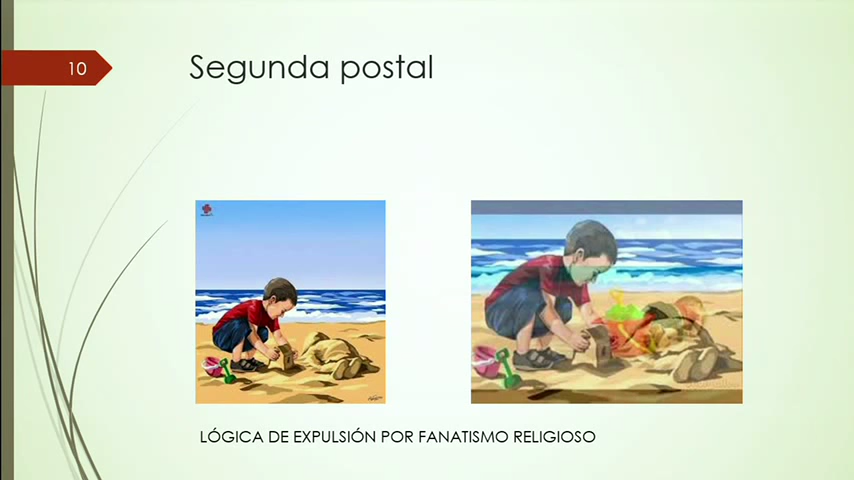 10
Segunda postal
LÓGICA DE EXPULSIÓN POR FANATISMO RELIGIOSO